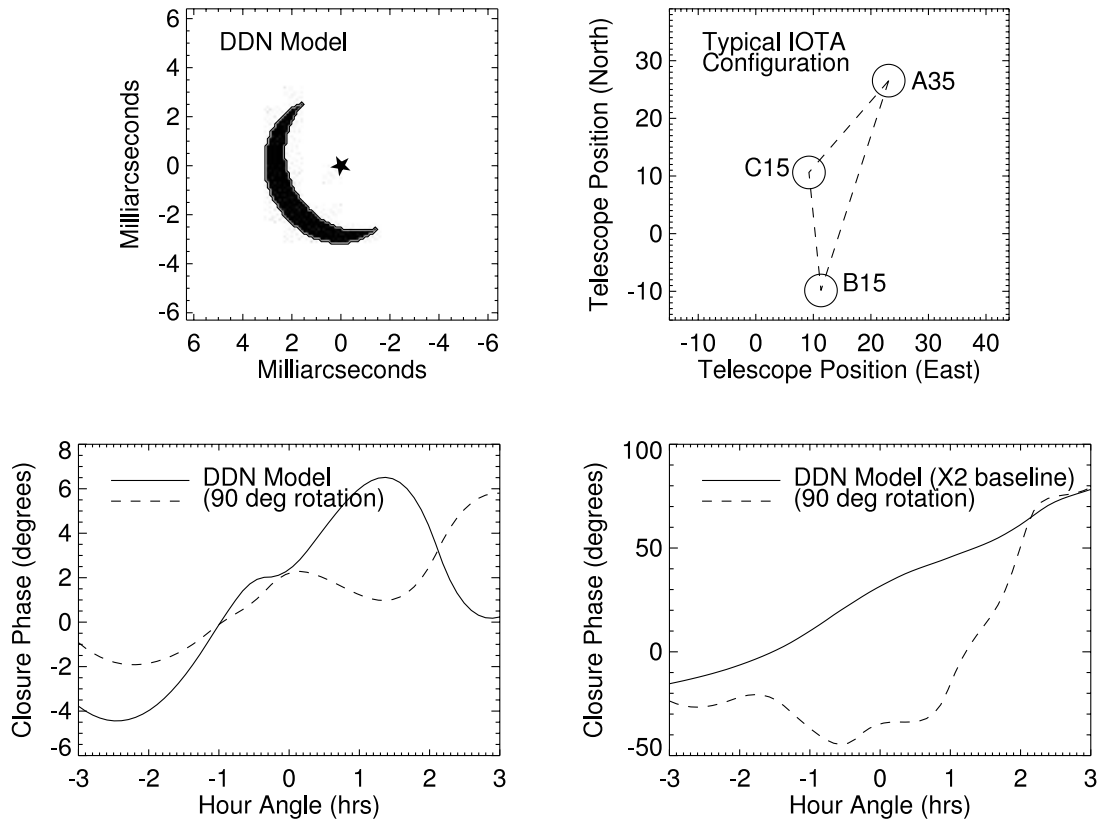 DDN Model
Milliarcseconds
6
4
2
0
-2
-4
-6
6 4 2 0 -2 -4 -6
Milliarcseconds
Typical IOTA
Configuration
A35
C15
B15
Telescope Position (North)
30
20
10
0
-10
-10 0 10 20 30 40
Telescope Position (East)
DDN Model
(90 deg rotation)
Closure Phase (degrees)
8
6
4
2
0
-2
-4
-6
-3 -2 -1 0 1 2 3
Hour Angle (hrs)
DDN Model (X2 baseline)
(90 deg rotation)
Closure Phase (degrees)
100
50
0
-50
-3 -2 -1 0 1 2 3
Hour Angle (hrs)